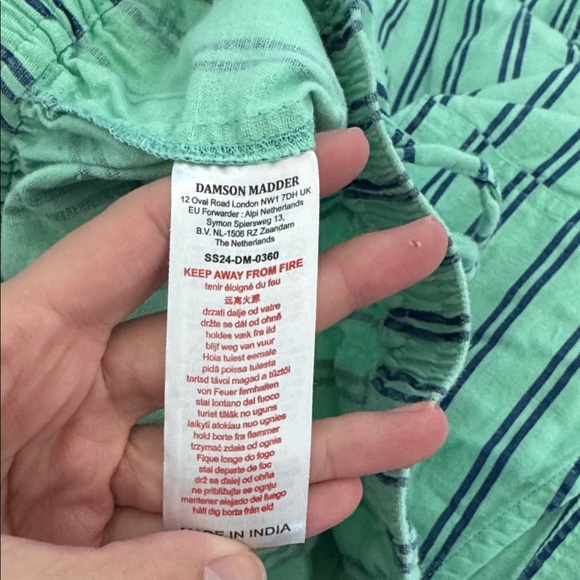 DAMSON MADDER
12 Oval Road London NW1 7DH UK
EU Forwarder : Alpi Netherlands
Symon Spiersweg 13,
B.V. NL-1506 RZ Zaandam
The Netherlands
SS24-DM-0360
KEEP AWAY FROM FIRE
tenir éloigné du feu
远离火源
držati dalje od vatre
držte se dál od ohně
holdes væk fra ild
blijf weg van vuur
Hoia tulest eemale
pidä poissa tulesta
tartsd távol magad a tűztől
von Feuer fernhalten
stai lontano dal fuoco
turiet tālāk no uguns
laikyti atokiau nuo ugnies
hold borte fra flammer
trzymać zdala od ognia
Fique longe do fogo
stai departe de foc
drž sa ďalej od ohňa
ne približujte se ognju
mantener alejado del fuego
håll dig borta från eld
IN INDIA